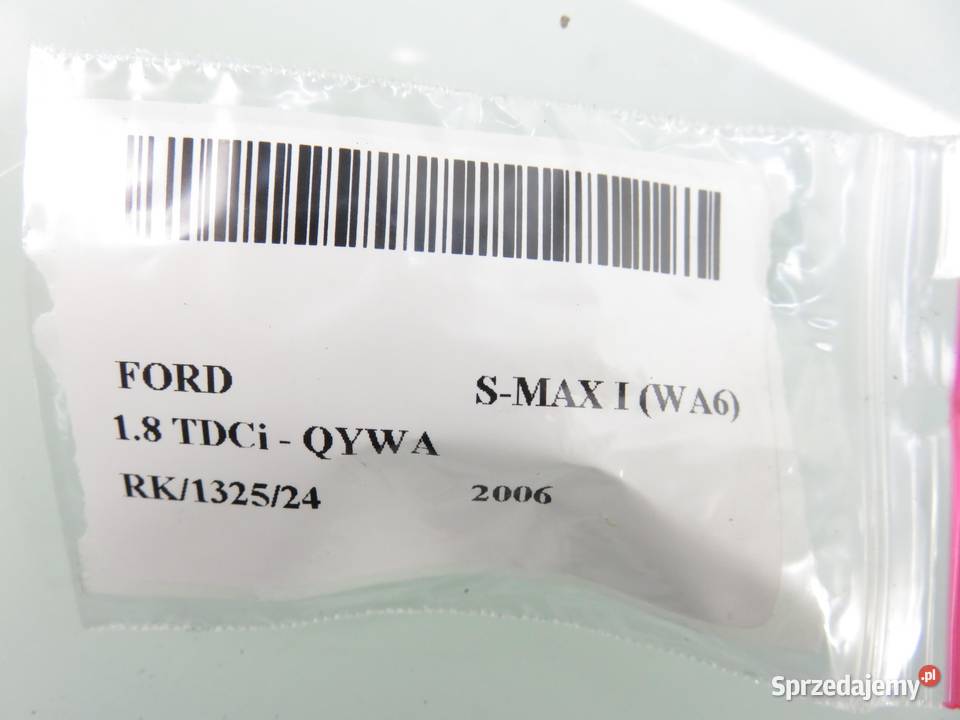 FORD S-MAX I (WA6)
1.8 TDCi - QYWA
RK/1325/24 2006
Sprzedajemy.pl